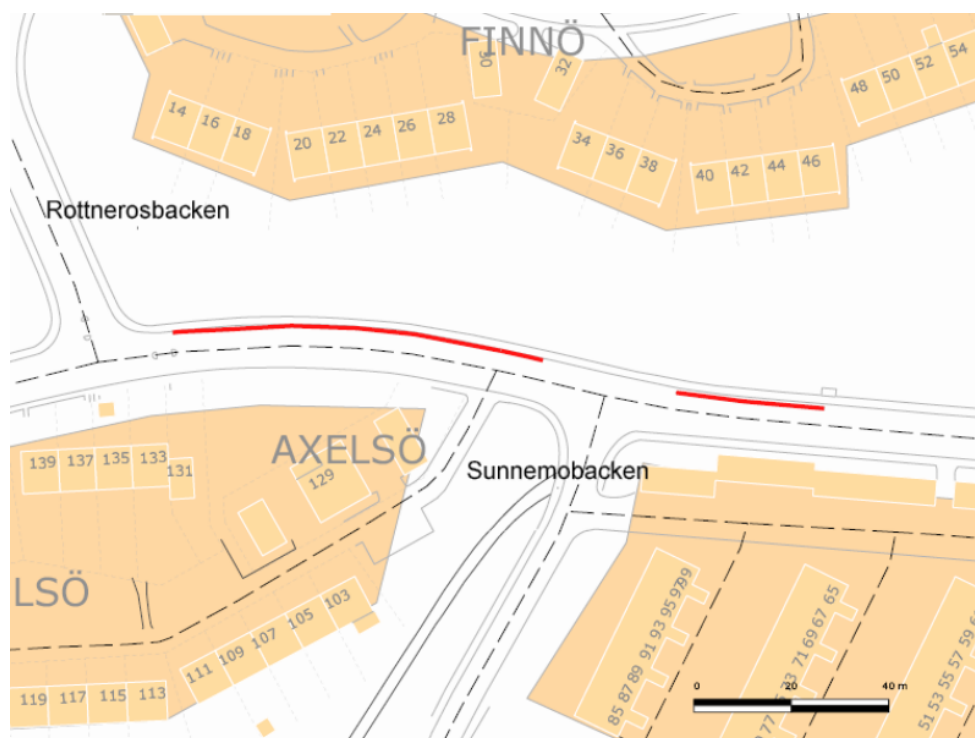 FINNÖ
30
32
14 16 18
20 22 24 26 28
34 36 38
40 42 44 46
48 50 52 54
Rottnerosbacken
AXELSÖ
139 137 135 133
131
129
Sunnemobacken
LSÖ
111 109 107 105 103
119 117 115 113
85 87 89 91 93 95 97 99
77 73 71 69 67 65
51 53 55 57 59
0 20 40 m